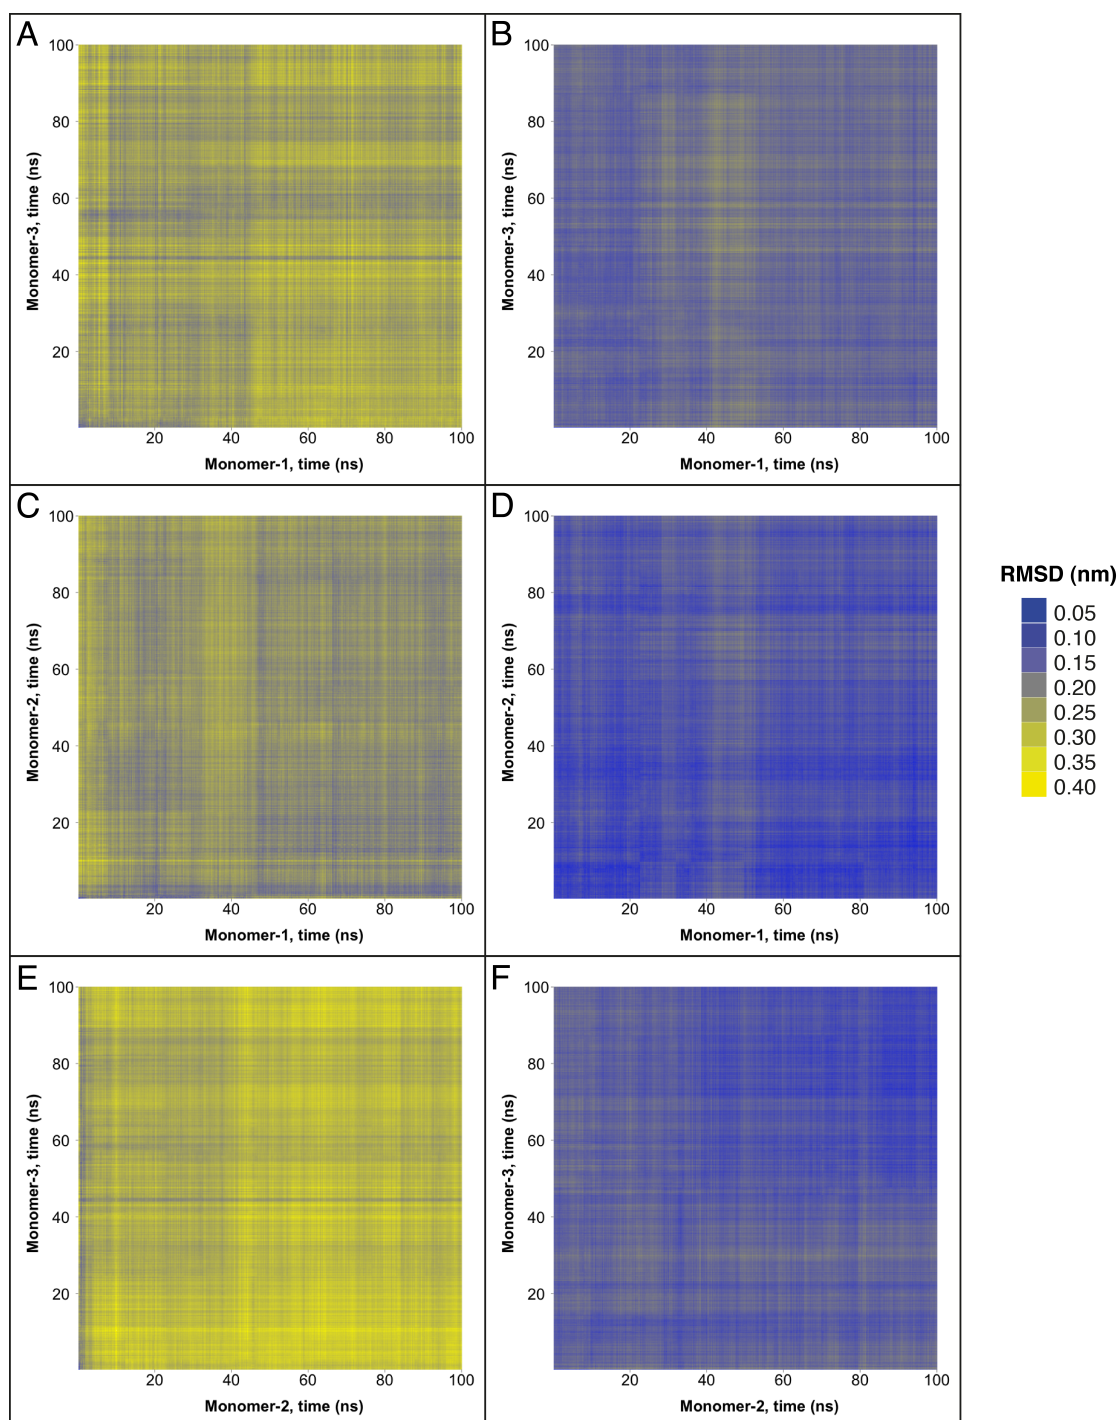 A
100
80
60
40
20
Monomer-3, time (ns)
20 40 60 80 100
Monomer-1, time (ns)
B
100
80
60
40
20
Monomer-3, time (ns)
20 40 60 80 100
Monomer-1, time (ns)
C
100
80
60
40
20
Monomer-2, time (ns)
20 40 60 80 100
Monomer-1, time (ns)
D
100
80
60
40
20
Monomer-2, time (ns)
20 40 60 80 100
Monomer-1, time (ns)
RMSD (nm)
0.05
0.10
0.15
0.20
0.25
0.30
0.35
0.40
E
100
80
60
40
20
Monomer-3, time (ns)
20 40 60 80 100
Monomer-2, time (ns)
F
100
80
60
40
20
Monomer-3, time (ns)
20 40 60 80 100
Monomer-2, time (ns)